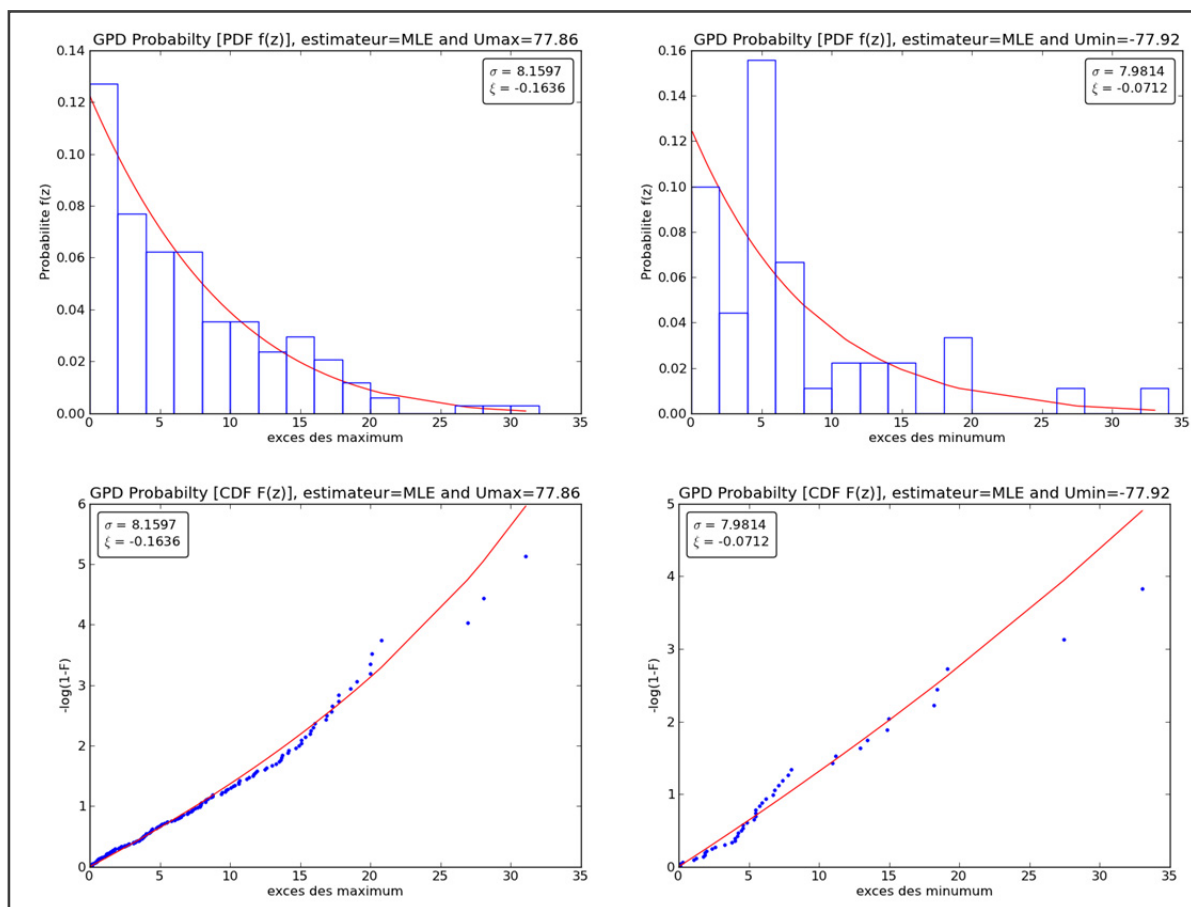 GPD Probabilty [PDF f(z)], estimateur=MLE and Umax=77.86
σ = 8.1597
ξ = -0.1636
Probabilite f(z)
0.14
0.12
0.10
0.08
0.06
0.04
0.02
0.00
0 5 10 15 20 25 30 35
exces des maximum
GPD Probabilty [PDF f(z)], estimateur=MLE and Umin=-77.92
σ = 7.9814
ξ = -0.0712
Probabilite f(z)
0.16
0.14
0.12
0.10
0.08
0.06
0.04
0.02
0.00
0 5 10 15 20 25 30 35
exces des minumum
GPD Probabilty [CDF F(z)], estimateur=MLE and Umax=77.86
σ = 8.1597
ξ = -0.1636
-log(1-F)
6
5
4
3
2
1
0
0 5 10 15 20 25 30 35
exces des maximum
GPD Probabilty [CDF F(z)], estimateur=MLE and Umin=-77.92
σ = 7.9814
ξ = -0.0712
-log(1-F)
5
4
3
2
1
0
0 5 10 15 20 25 30 35
exces des minumum